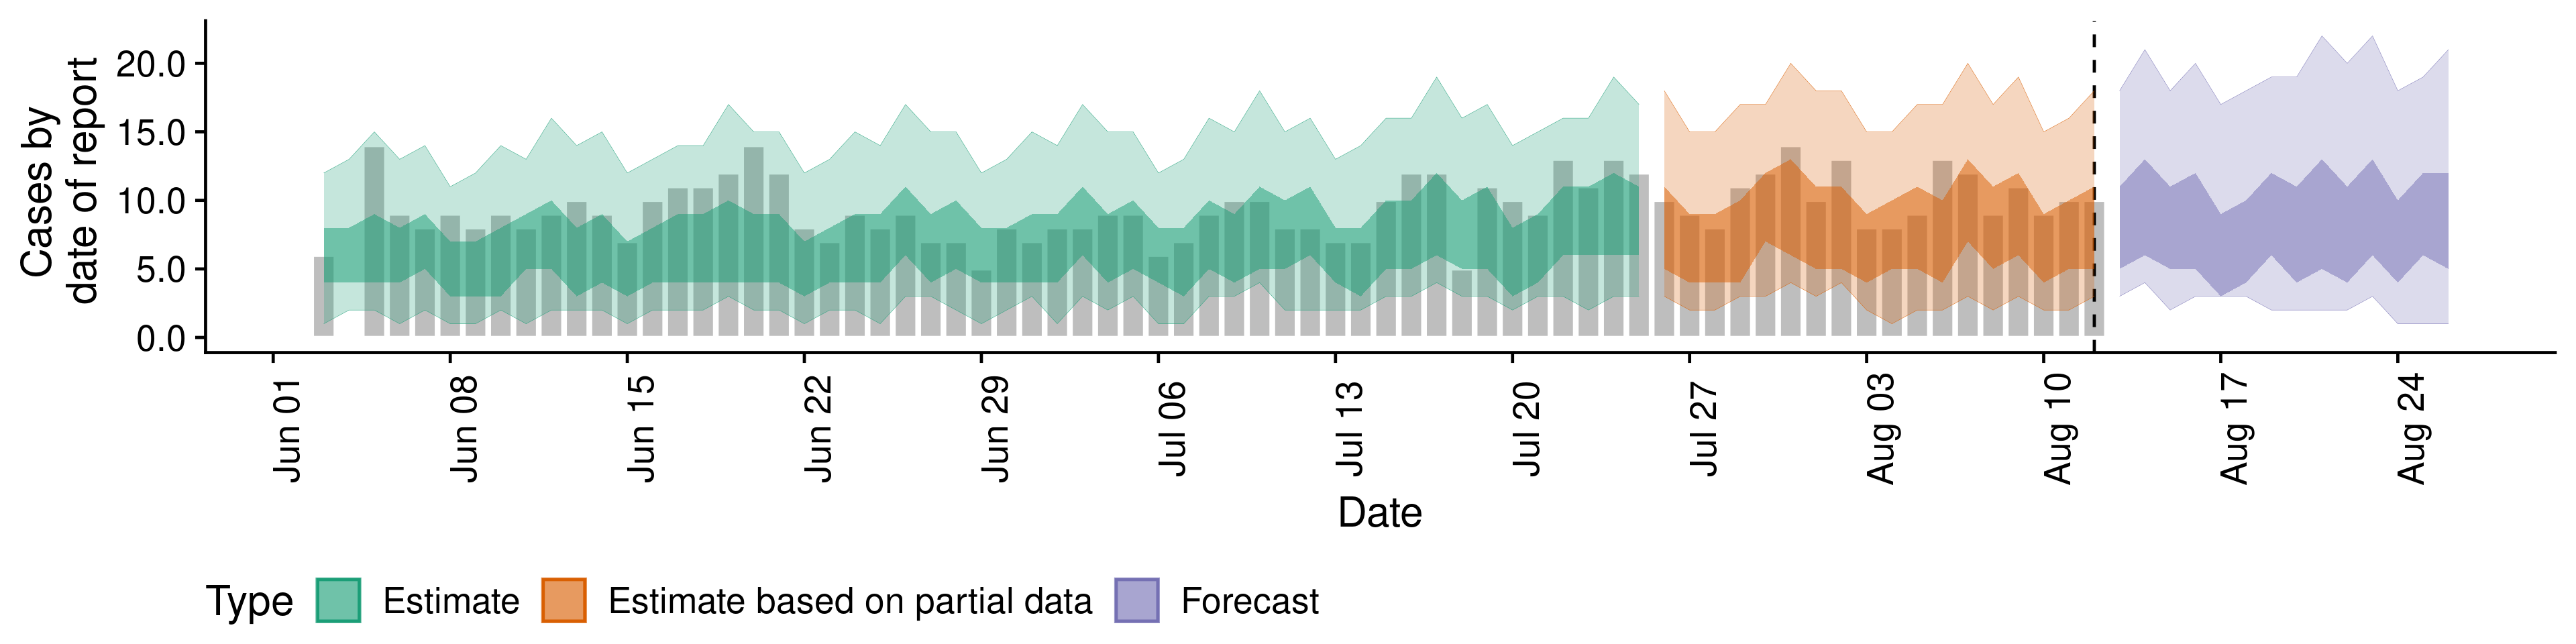 Cases by
date of report
20.0
15.0
10.0
5.0
0.0
Jun 01
Jun 08
Jun 15
Jun 22
Jun 29
Jul 06
Jul 13
Jul 20
Jul 27
Aug 03
Aug 10
Aug 17
Aug 24
Date
Type Estimate Estimate based on partial data Forecast